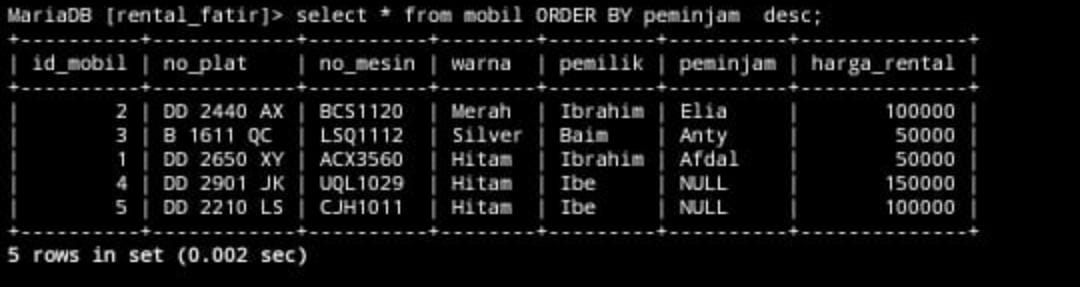 MariaDB [rental_fatir]> select * from mobil ORDER BY peminjam  desc;
+----------+------------+----------+--------+---------+----------+--------------+
| id_mobil | no_plat    | no_mesin | warna  | pemilik | peminjam | harga_rental |
+----------+------------+----------+--------+---------+----------+--------------+
|        2 | DD 2440 AX | BCS1120  | Merah  | Ibrahim | Elia     |       100000 |
|        3 | B 1611 QC  | LSQ1112  | Silver | Baim    | Anty     |        50000 |
|        1 | DD 2650 XY | ACX3560  | Hitam  | Ibrahim | Afdal    |        50000 |
|        4 | DD 2901 JK | UQL1029  | Hitam  | Ibe     | NULL     |       150000 |
|        5 | DD 2210 LS | CJH1011  | Hitam  | Ibe     | NULL     |       100000 |
+----------+------------+----------+--------+---------+----------+--------------+
5 rows in set (0.002 sec)